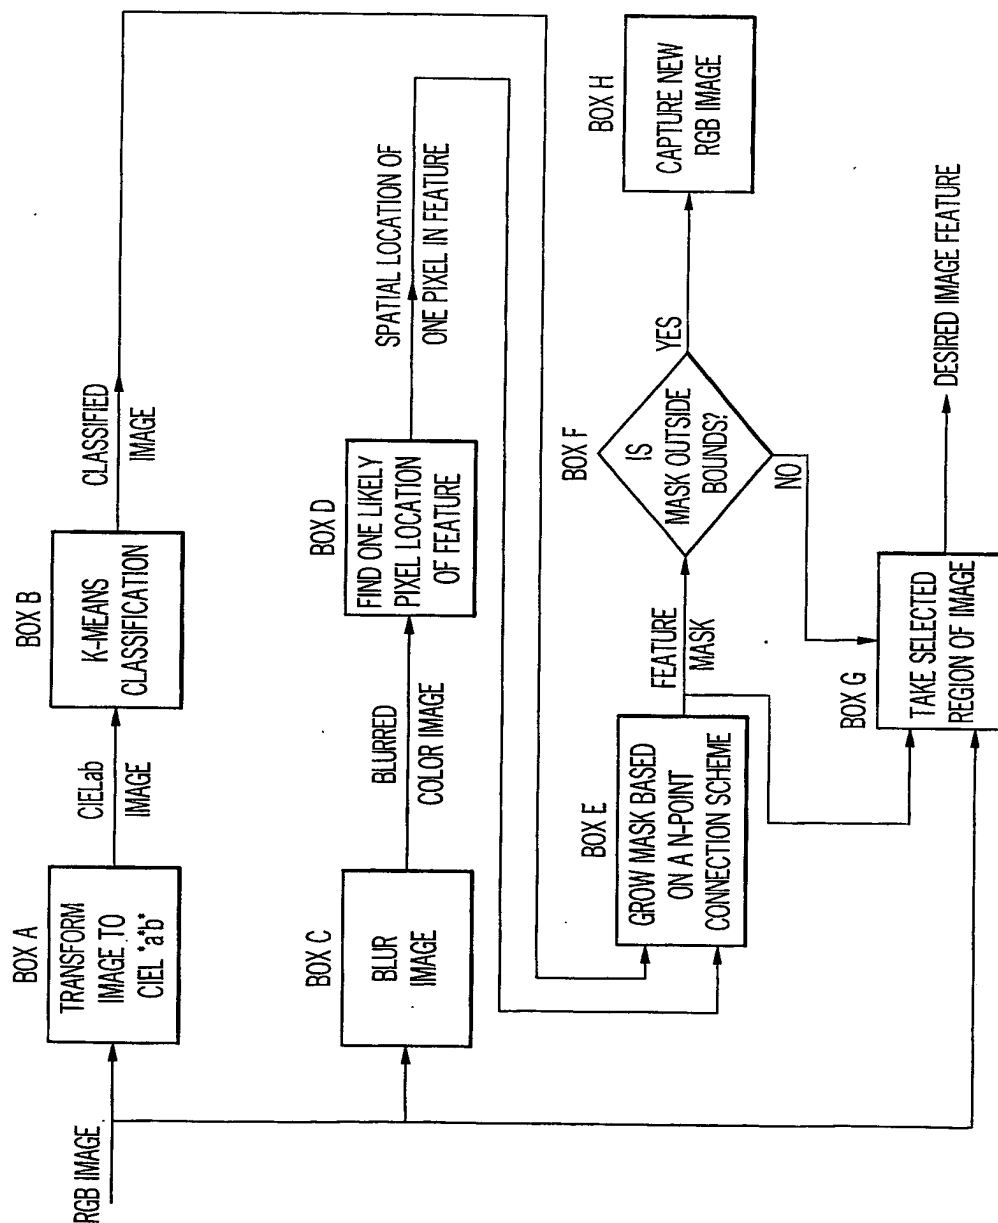 RGB IMAGE
BOX A
TRANSFORM
IMAGE TO
CIEL *a*b*
CIELab
IMAGE
BOX B
K-MEANS
CLASSIFICATION
CLASSIFIED
IMAGE
BOX C
BLUR
IMAGE
BLURRED
COLOR IMAGE
BOX D
FIND ONE LIKELY
PIXEL LOCATION
OF FEATURE
SPATIAL LOCATION OF
ONE PIXEL IN FEATURE
BOX E
GROW MASK BASED
ON A N-POINT
CONNECTION SCHEME
FEATURE
MASK
BOX F
IS
MASK OUTSIDE
BOUNDS?
YES
NO
BOX H
CAPTURE NEW
RGB IMAGE
BOX G
TAKE SELECTED
REGION OF IMAGE
DESIRED IMAGE FEATURE